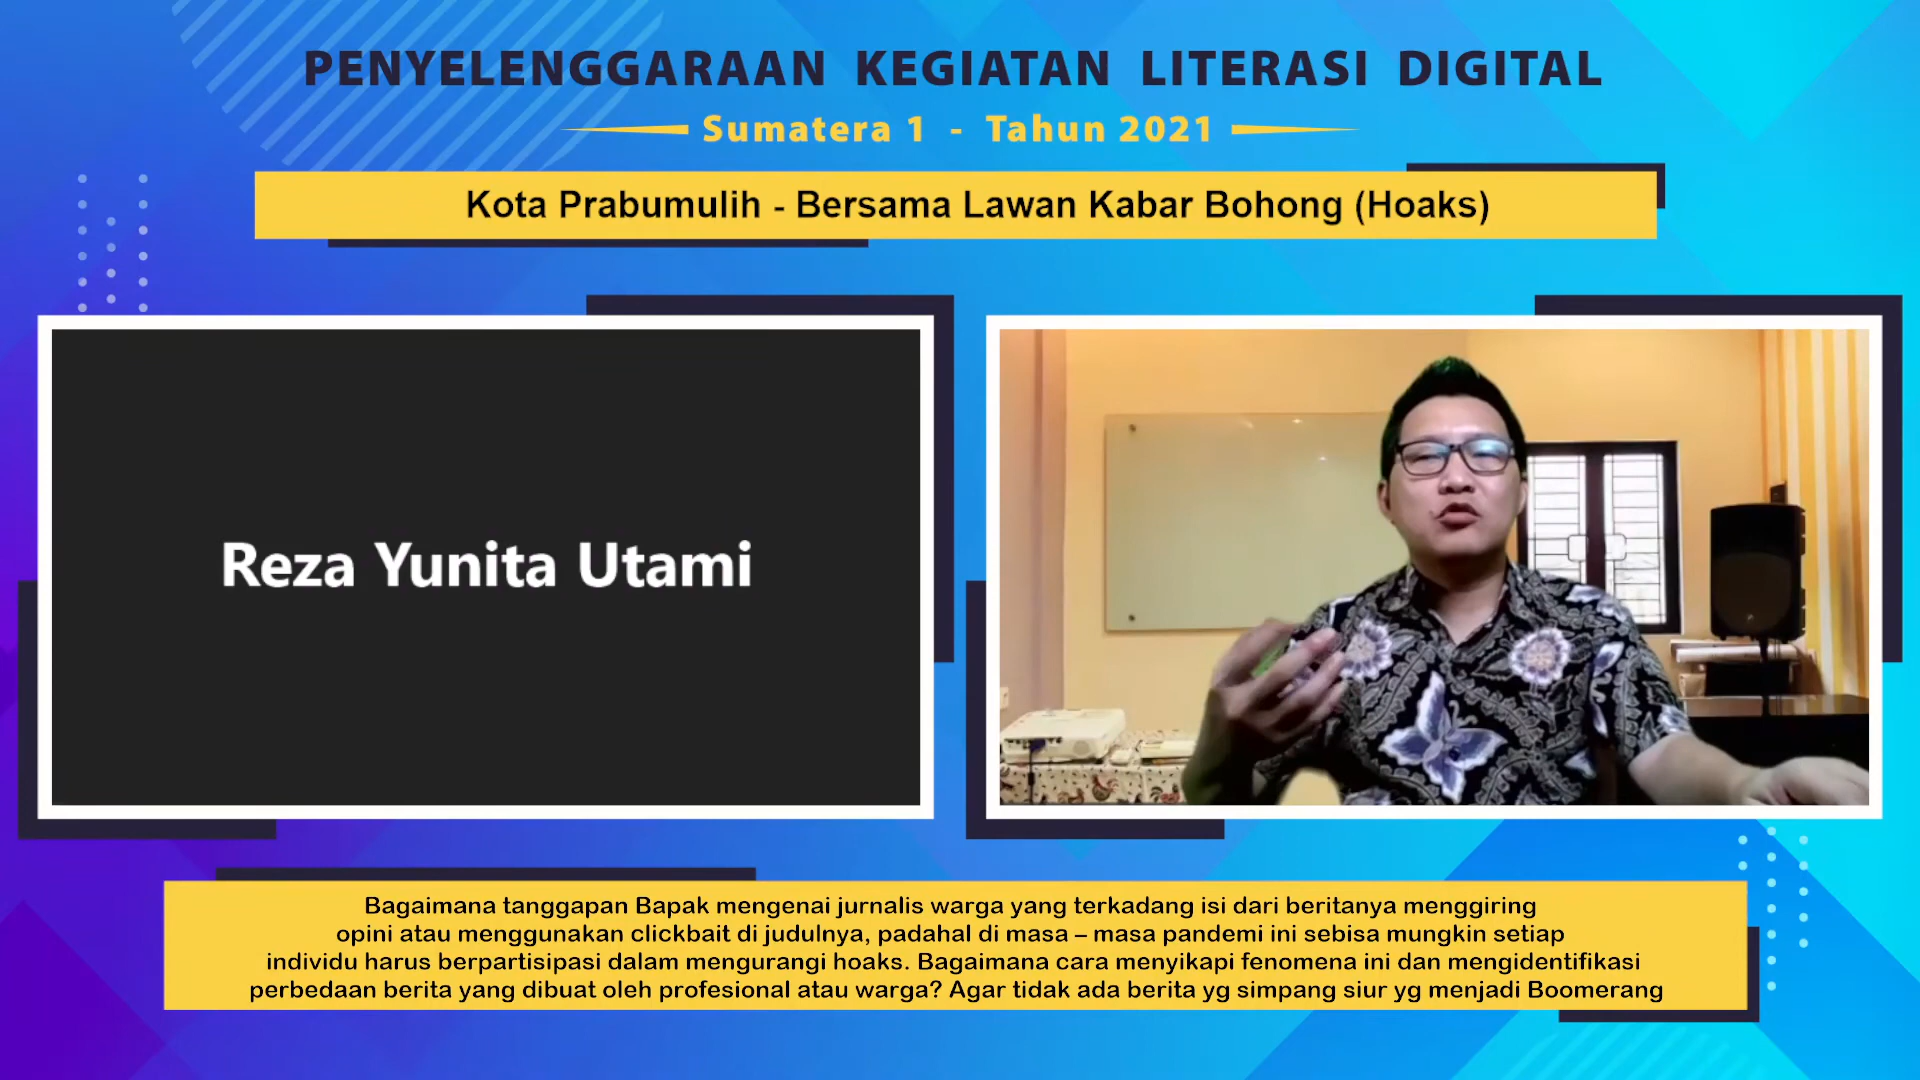 PENYELENGGARAAN KEGIATAN LITERASI DIGITAL
Sumatera 1 - Tahun 2021
Kota Prabumulih - Bersama Lawan Kabar Bohong (Hoaks)
Reza Yunita Utami
Bagaimana tanggapan Bapak mengenai jurnalis warga yang terkadang isi dari beritanya menggiring
opini atau menggunakan clickbait di judulnya, padahal di masa – masa pandemi ini sebisa mungkin setiap
individu harus berpartisipasi dalam mengurangi hoaks. Bagaimana cara menyikapi fenomena ini dan mengidentifikasi
perbedaan berita yang dibuat oleh profesional atau warga? Agar tidak ada berita yg simpang siur yg menjadi Boomerang